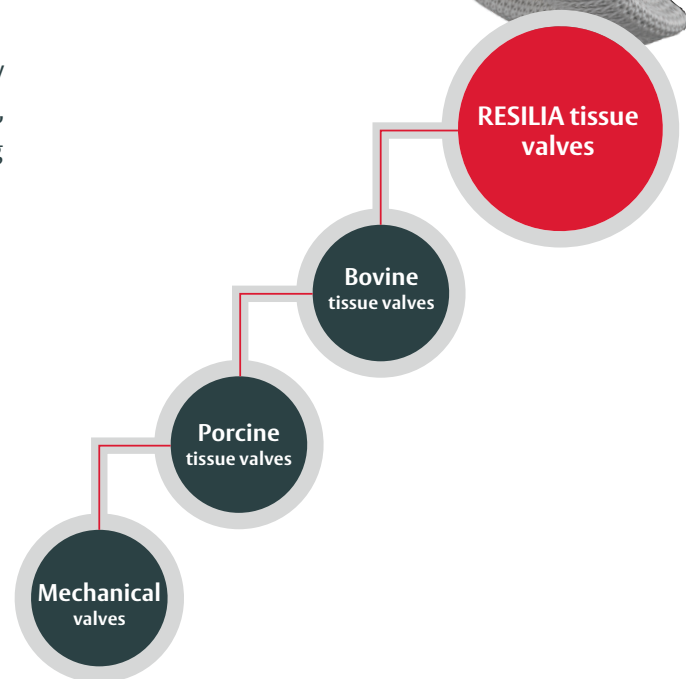 RESILIA tissue
valves
Bovine
tissue valves
Porcine
tissue valves
Mechanical
valves